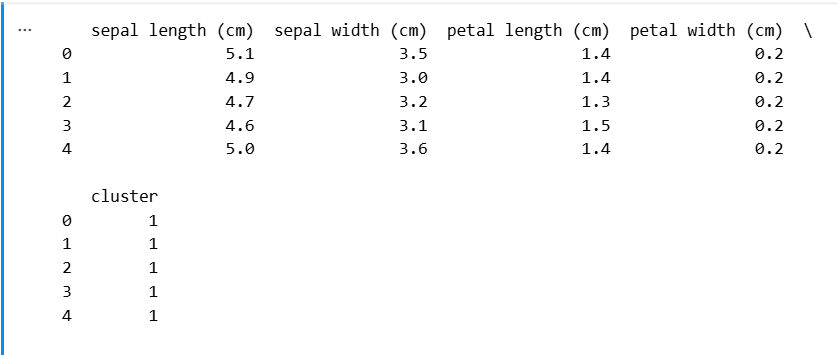 ...
sepal length (cm)  sepal width (cm)  petal length (cm)  petal width (cm)  \
0                5.1               3.5                1.4               0.2
1                4.9               3.0                1.4               0.2
2                4.7               3.2                1.3               0.2
3                4.6               3.1                1.5               0.2
4                5.0               3.6                1.4               0.2
cluster
0        1
1        1
2        1
3        1
4        1